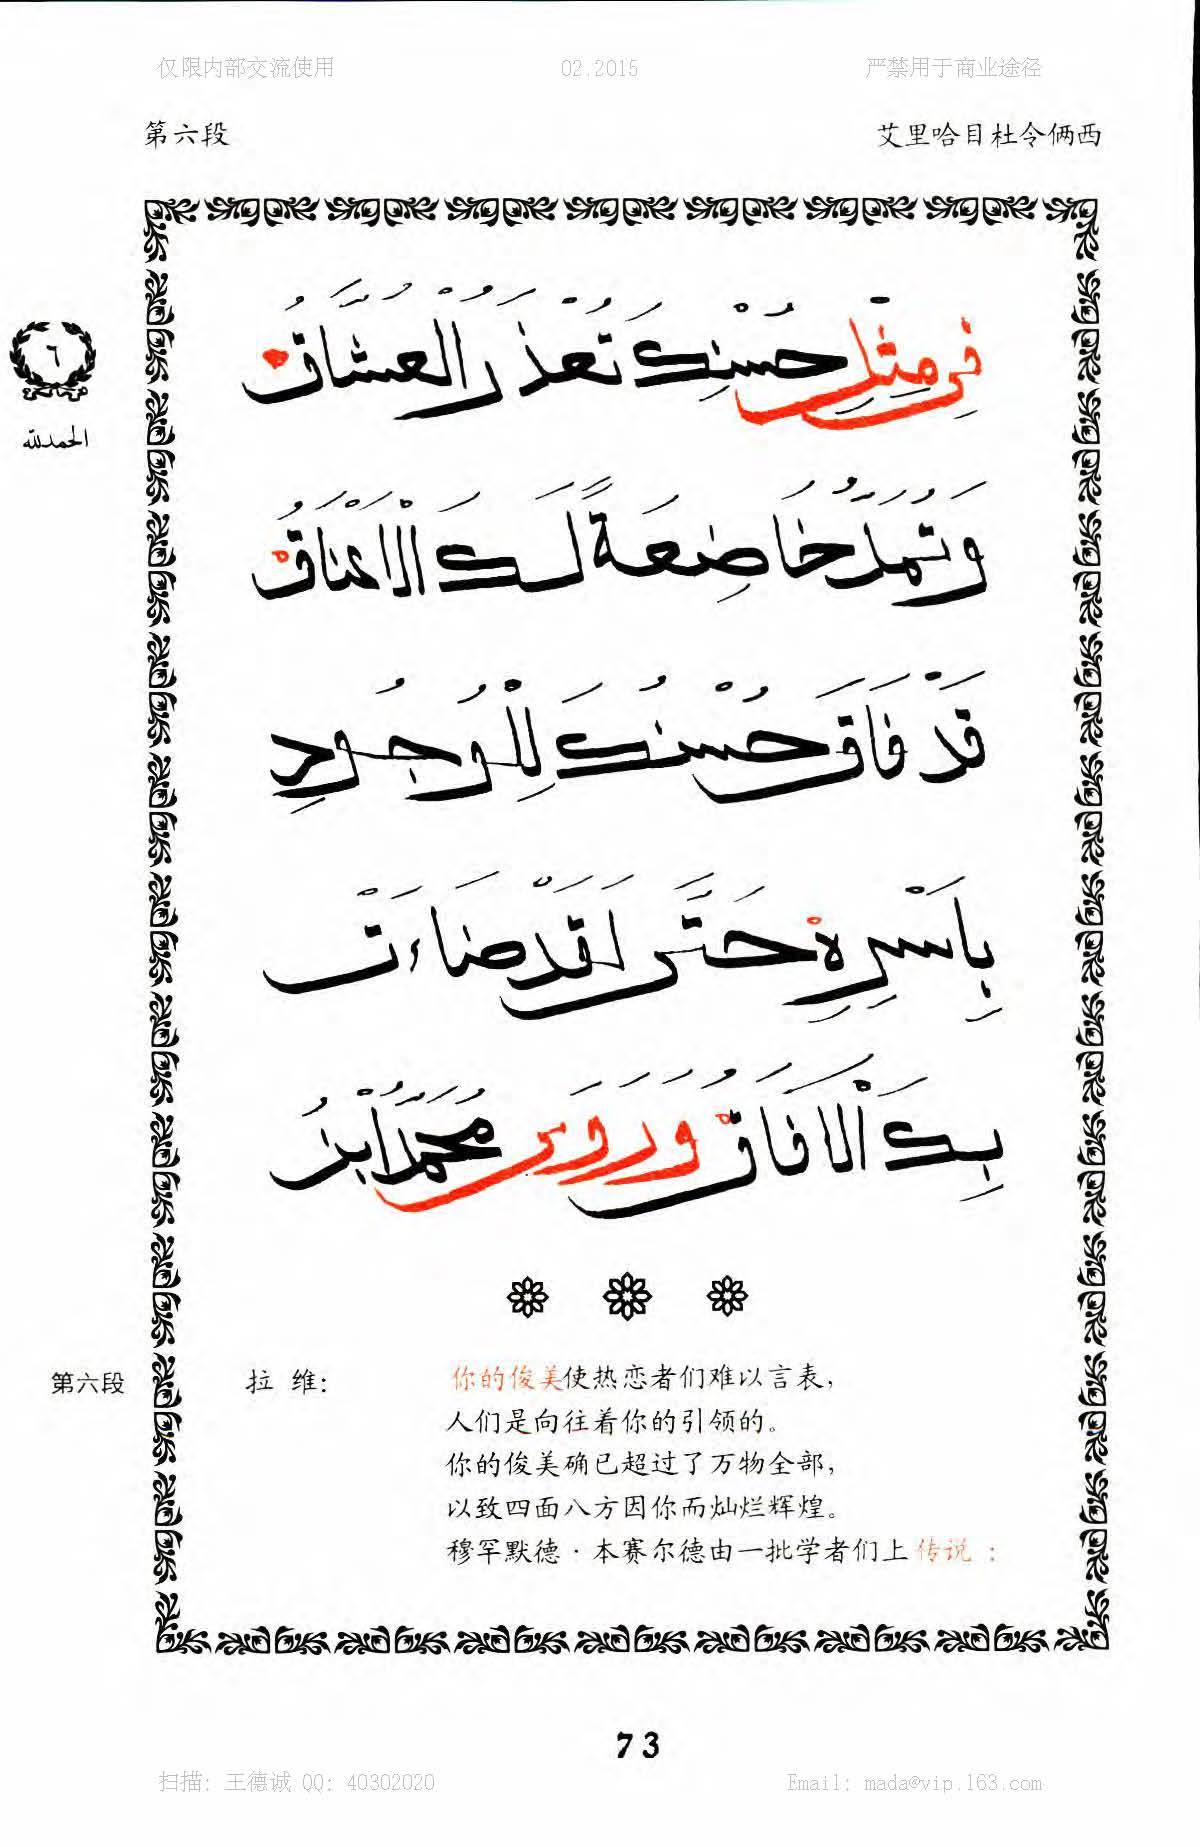 仅限内部交流使用 02.2015 严禁用于商业途径
第六段 艾里哈目杜令俩西
فِي مِثْلِ حُسْنِكَ تُعْذَرُ الْعُشَّاقُ
٦
الحمدلله
وَتُمَدُّ خَاضِعَةً لَكَ الْاَعْنَاقُ
قَدْ فَاقَ حُسْنُكَ لِلْوُجُودِ
بِاَسْرِهِ حَتَّى لَقَدْ ضَاءَتْ
بِكَ الْاَفَاقُ وَرُوِيَ مُحَمَّدُ ابْنُ
第六段 拉 维: 你的俊美使热恋者们难以言表,
人们是向往着你的引领的。
你的俊美确已超过了万物全部,
以致四面八方因你而灿烂辉煌。
穆罕默德·本赛尔德由一批学者们上传说:
73
扫描: 王德诚 QQ: 40302020 Email: mada@vip.163.com